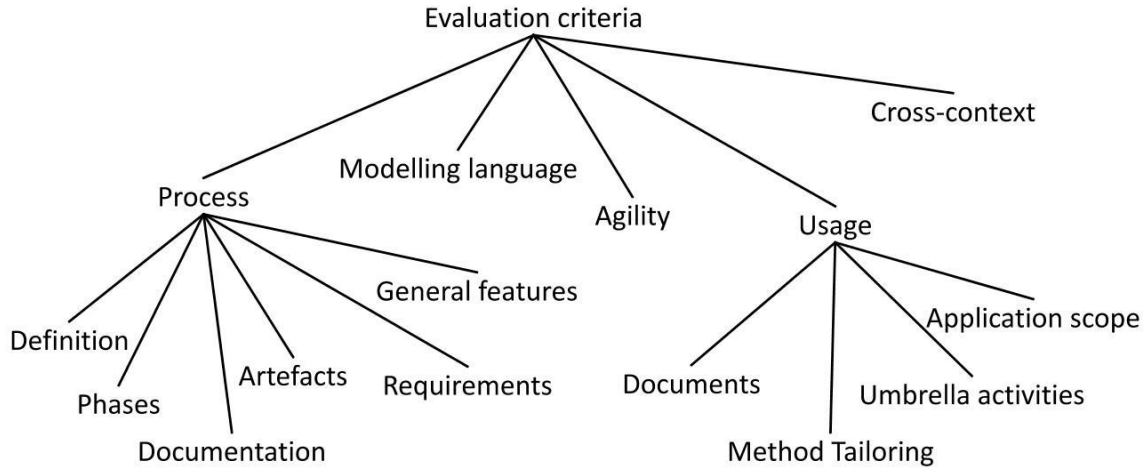 Evaluation criteria
Cross-context
Modelling language
Process
Agility
Usage
General features
Application scope
Definition
Artefacts
Requirements
Documents
Umbrella activities
Phases
Documentation
Method Tailoring